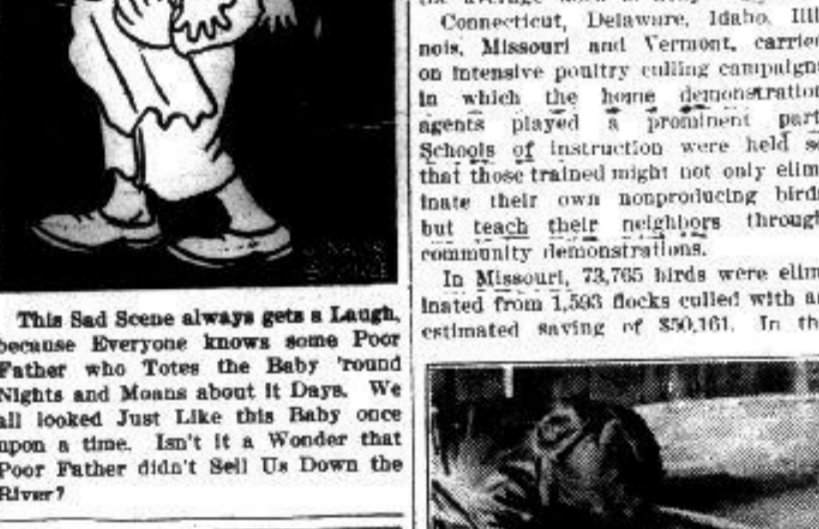 This Sad Scene always gets a Laugh,
because Everyone knows some Poor
Father who Totes the Baby 'round
Nights and Moans about it Days. We
all looked Just Like this Baby once
upon a time. Isn't it a Wonder that
Poor Father didn't Sell Us Down the
River?
Connecticut, Delaware, Idaho, Illi
nois, Missouri and Vermont, carried
on intensive poultry culling campaigns
in which the home demonstration
agents played a prominent part.
Schools of instruction were held so
that those trained might not only elim
inate their own nonproducing birds
but teach their neighbors through
community demonstrations.
In Missouri, 73,765 birds were elim
inated from 1,593 flocks culled with an
estimated saving of $50,161. In th